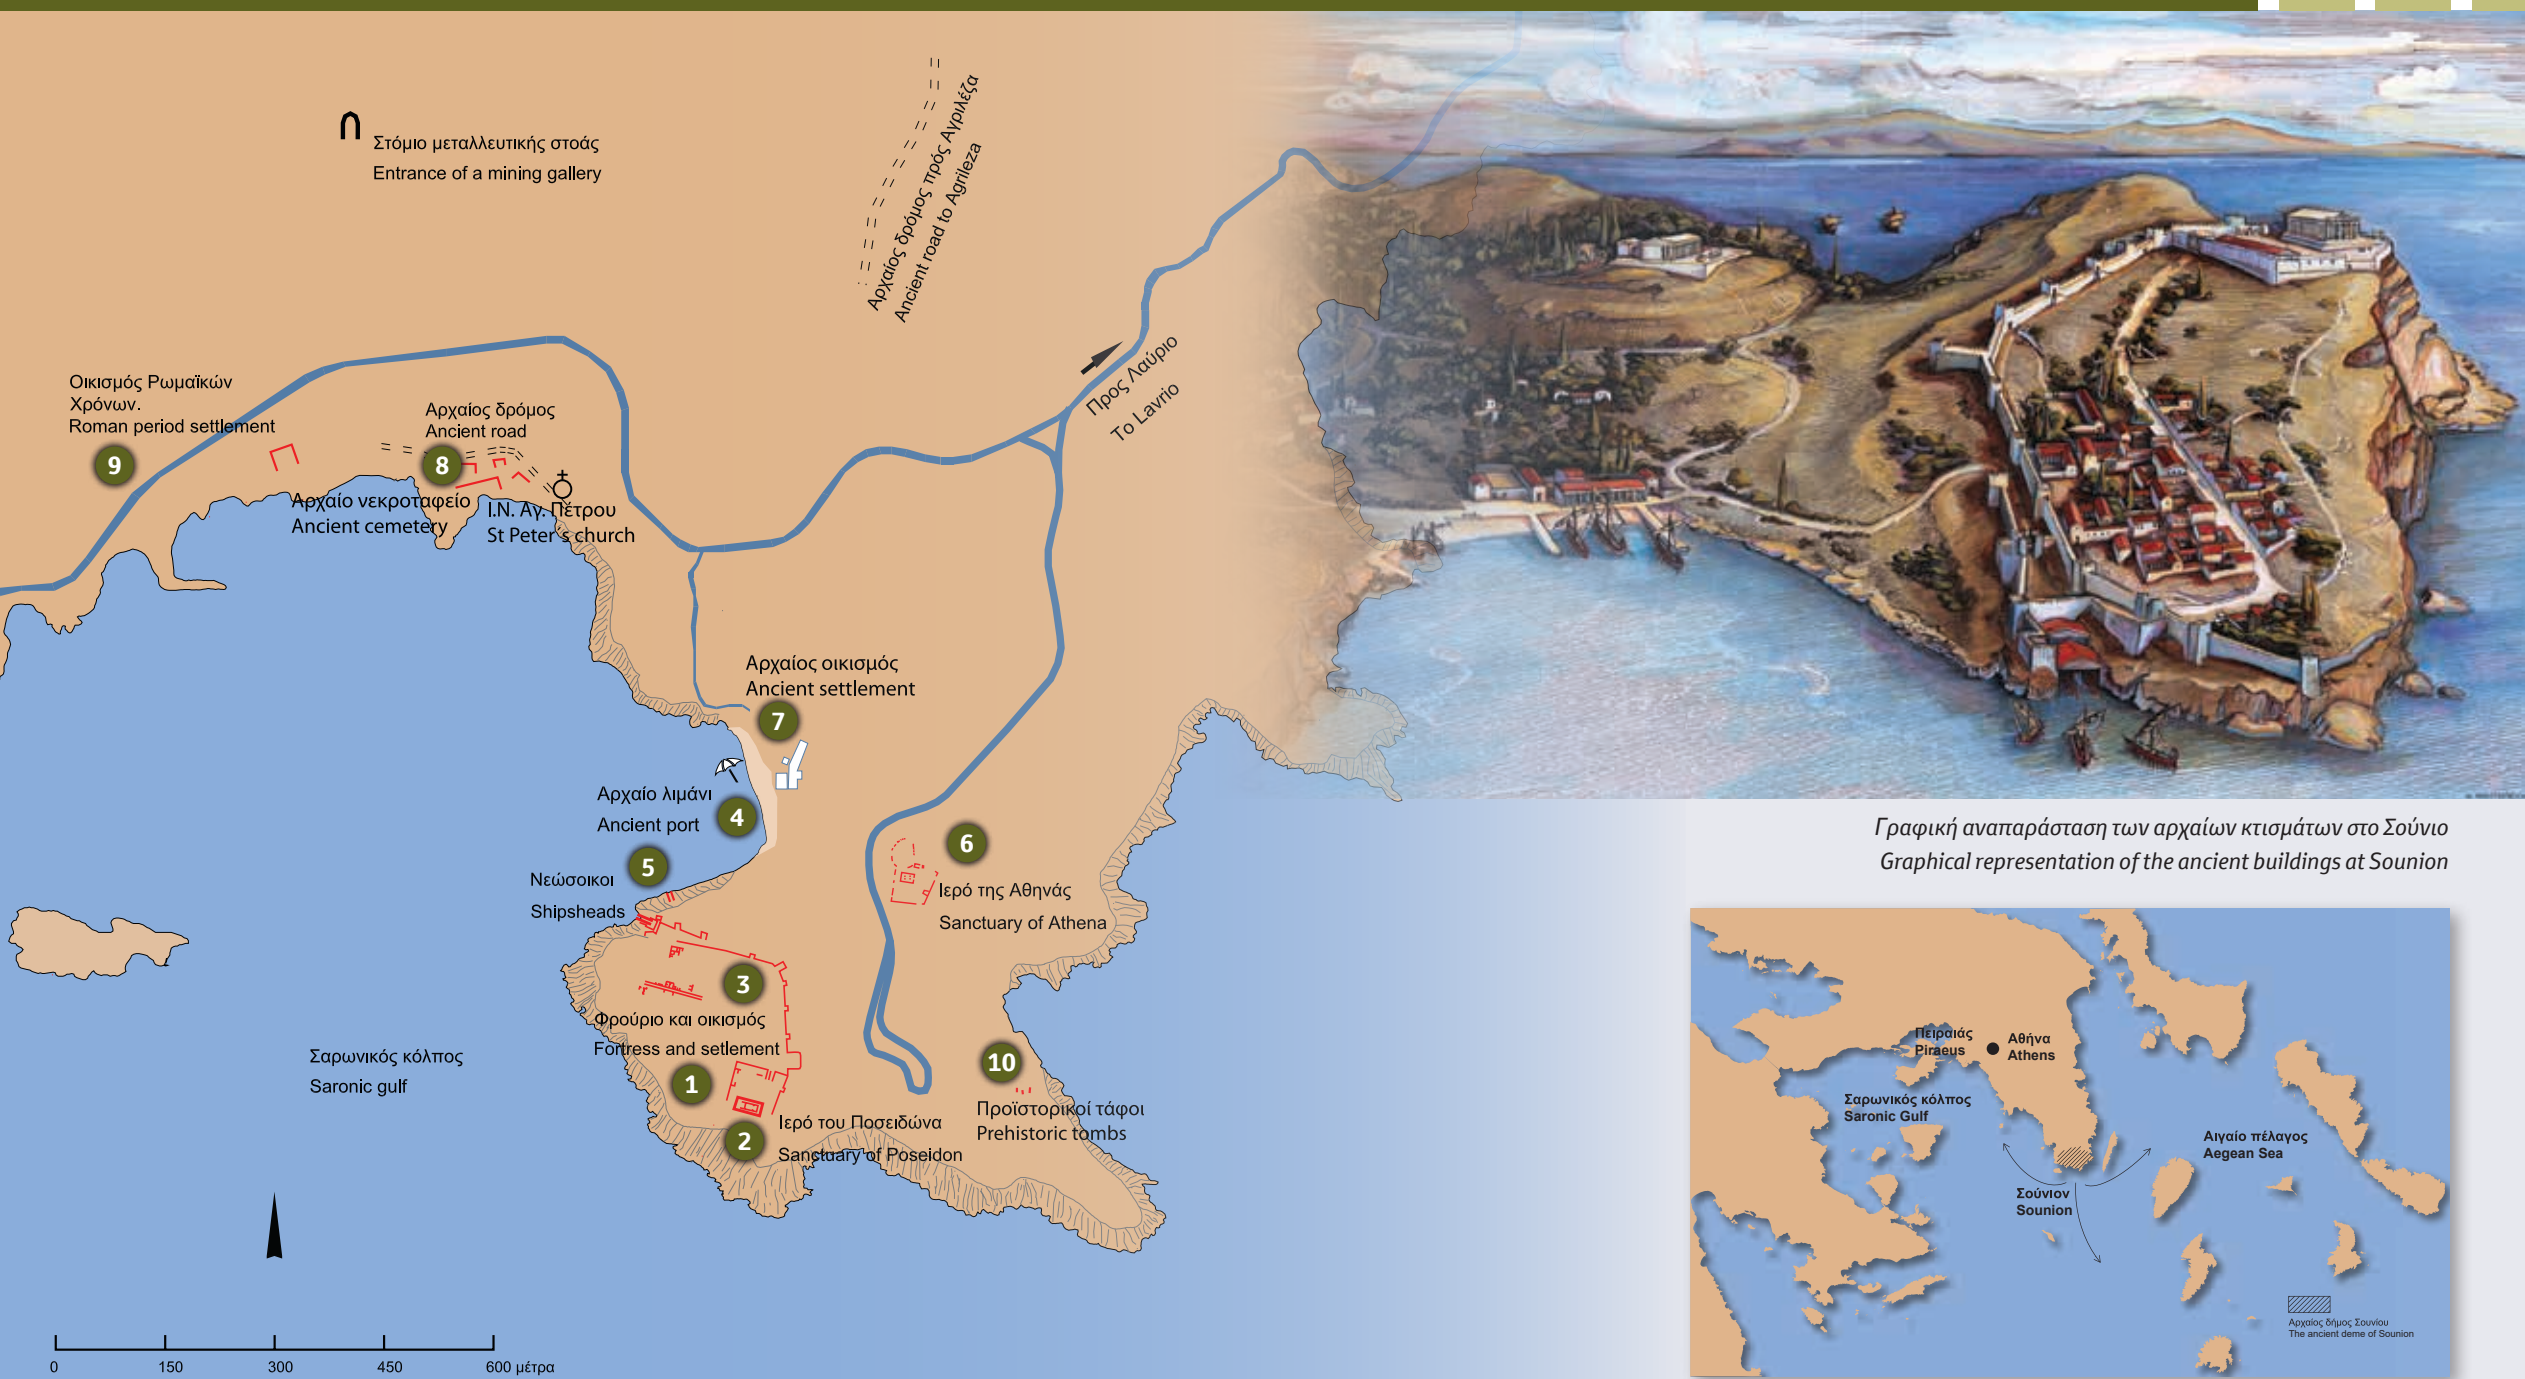 Στόμιο μεταλλευτικής στοάς
Entrance of a mining gallery
Αρχαίος δρόμος πρός Αγριλέζα
Ancient road to Agrileza
Προς Λαύριο
To Lavrio
Οικισμός Ρωμαϊκών
Χρόνων.
Roman period settlement
9
Αρχαίος δρόμος
Ancient road
8
Αρχαίο νεκροταφείο
Ancient cemetery
Ι.Ν. Αγ. Πέτρου
St Peter´s church
Αρχαίος οικισμός
Ancient settlement
7
Αρχαίο λιμάνι
Ancient port
4
5
Νεώσοικοι
Shipsheads
6
Ιερό της Αθηνάς
Sanctuary of Athena
3
Φρούριο και οικισμός
Fortress and setlement
1
2
Ιερό του Ποσειδώνα
Sanctuary of Poseidon
10
Προϊστορικοί τάφοι
Prehistoric tombs
Σαρωνικός κόλπος
Saronic gulf
0 150 300 450 600 μέτρα
Γραφική αναπαράσταση των αρχαίων κτισμάτων στο Σούνιο
Graphical representation of the ancient buildings at Sounion
Πειραιάς
Piraeus
Αθήνα
Athens
Σαρωνικός κόλπος
Saronic Gulf
Αιγαίο πέλαγος
Aegean Sea
Σούνιον
Sounion
Αρχαίος δήμος Σουνίου
The ancient deme of Sounion